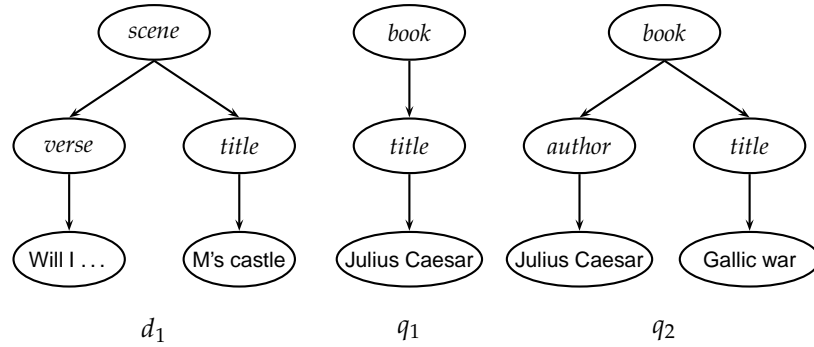 scene book book
verse title title author title
Will I . . . M's castle Julius Caesar Julius Caesar Gallic war
d1 q1 q2